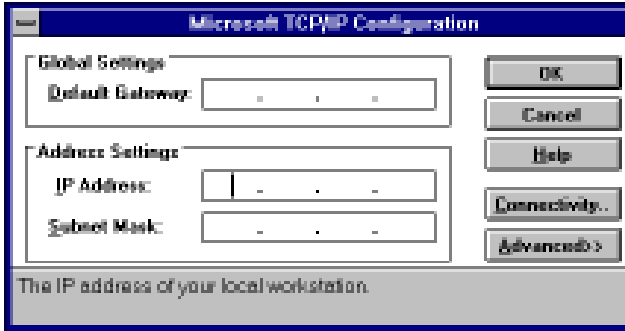 Microsoft TCP/IP Configuration
Global Settings
Default Gateway:
. . .
OK
Cancel
Help
Address Settings
IP Address:
. . .
Subnet Mask:
. . .
Connectivity..
Advanced>>
The IP address of your local workstation.